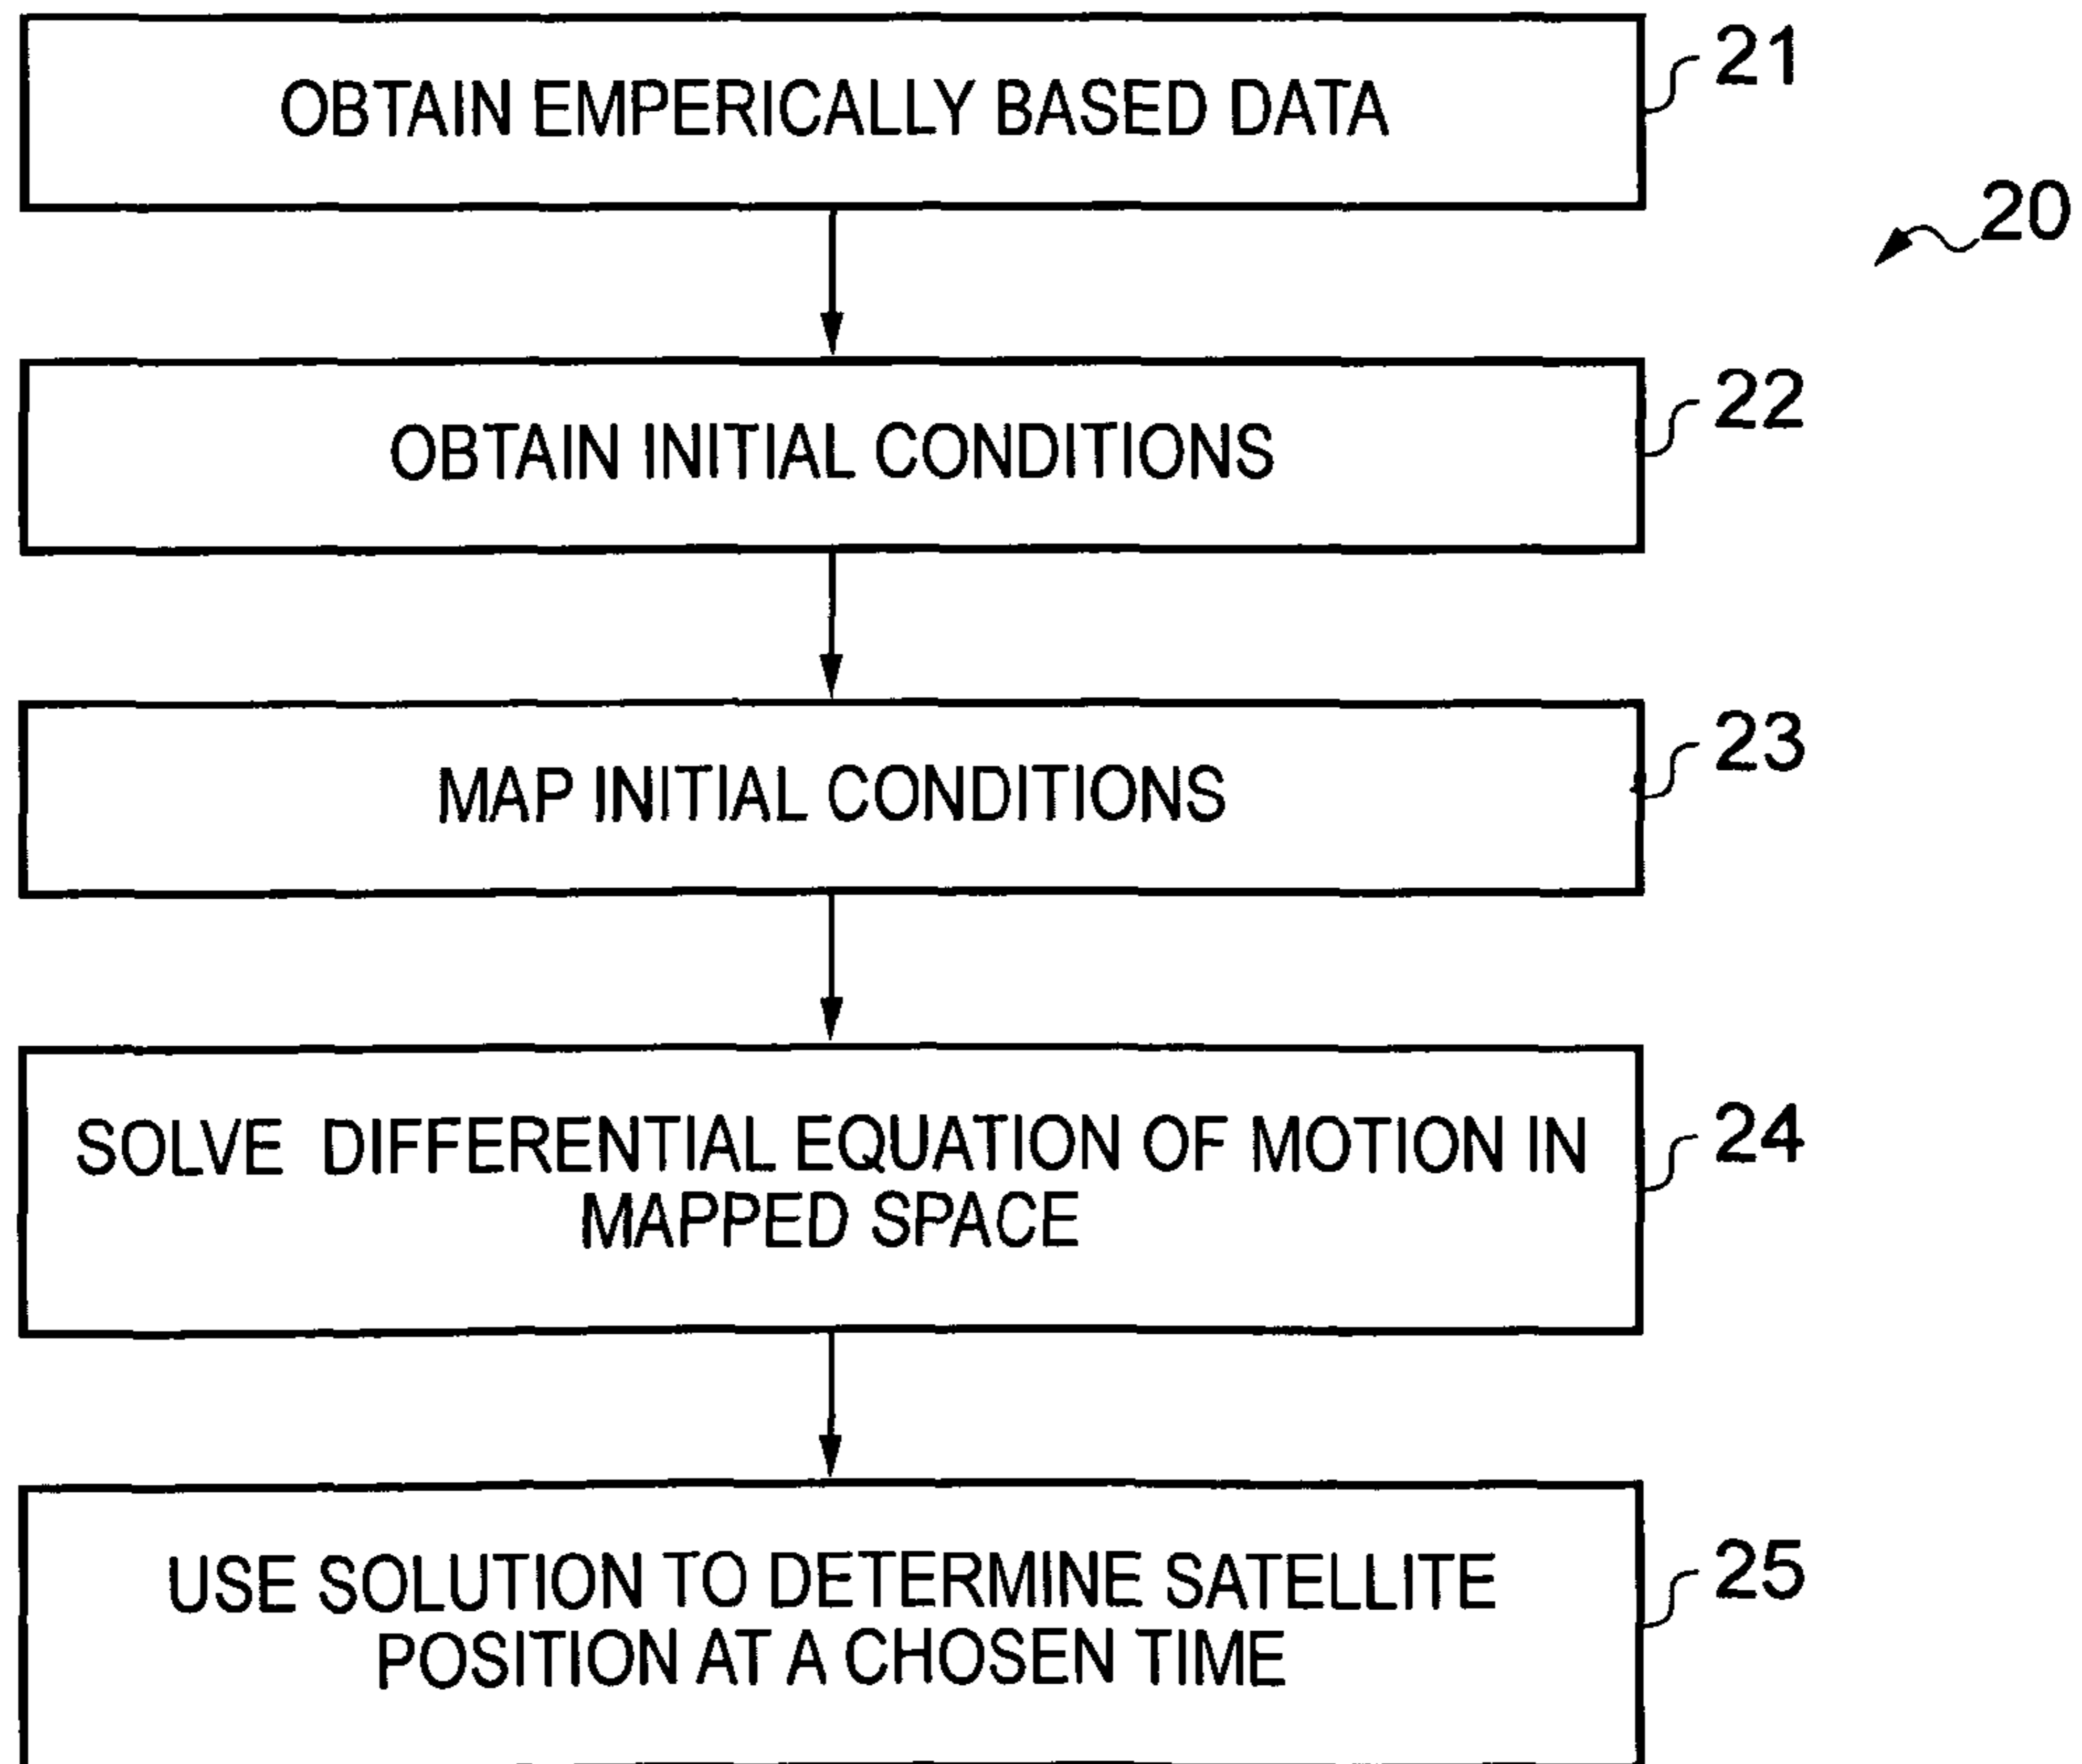 OBTAIN EMPERICALLY BASED DATA
21
20
OBTAIN INITIAL CONDITIONS
22
MAP INITIAL CONDITIONS
23
SOLVE DIFFERENTIAL EQUATION OF MOTION IN
MAPPED SPACE
24
USE SOLUTION TO DETERMINE SATELLITE
POSITION AT A CHOSEN TIME
25